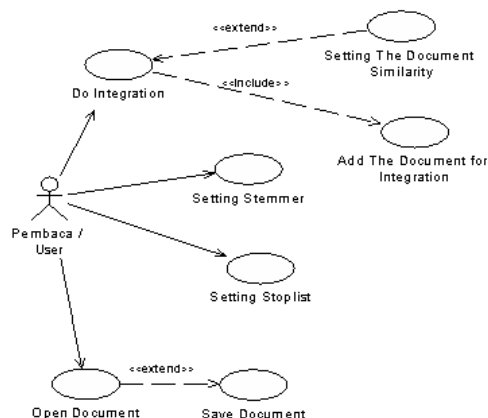 <<extend>>
Setting The Document
Similarity
Do Integration
<<Include>>
Add The Document for
Integration
Setting Stemmer
Pembaca /
User
Setting Stoplist
<<extend>>
Open Document
Save Document